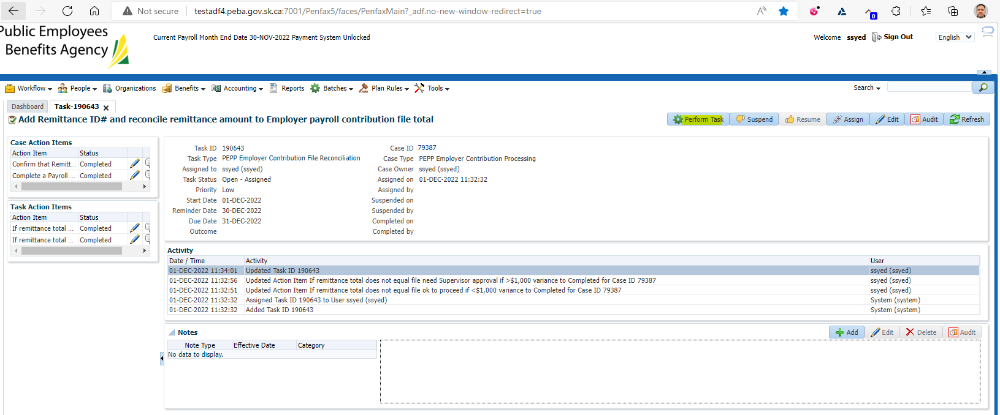 Not secure testadf4.peba.gov.sk.ca:7001/Penfax5/faces/PenfaxMain?_adf.no-new-window-redirect=true
0
Public Employees
Benefits Agency
Current Payroll Month End Date 30-NOV-2022 Payment System Unlocked
Welcome ssyed Sign Out English
Workflow People Organizations Benefits Accounting Reports Batches Plan Rules Tools Search
Dashboard Task-190643
Add Remittance ID# and reconcile remittance amount to Employer payroll contribution file total
Perform Task Suspend Resume Assign Edit Audit Refresh
Case Action Items
Action Item Status
Confirm that Remitt... Completed
Complete a Payroll ... Completed
Task Action Items
Action Item Status
If remittance total ... Completed
If remittance total ... Completed
Task ID 190643 Case ID 79387
Task Type PEPP Employer Contribution File Reconciliation Case Type PEPP Employer Contribution Processing
Assigned to ssyed (ssyed) Case Owner ssyed (ssyed)
Task Status Open - Assigned Assigned on 01-DEC-2022 11:32:32
Priority Low Assigned by
Start Date 01-DEC-2022 Suspended on
Reminder Date 30-DEC-2022 Suspended by
Due Date 31-DEC-2022 Completed on
Outcome Completed by
Activity
Date / Time Activity User
01-DEC-2022 11:34:01 Updated Task ID 190643 ssyed (ssyed)
01-DEC-2022 11:32:56 Updated Action Item If remittance total does not equal file need Supervisor approval if >$1,000 variance to Completed for Case ID 79387 ssyed (ssyed)
01-DEC-2022 11:32:51 Updated Action Item If remittance total does not equal file ok to proceed if <$1,000 variance to Completed for Case ID 79387 ssyed (ssyed)
01-DEC-2022 11:32:32 Assigned Task ID 190643 to User ssyed (ssyed) System (system)
01-DEC-2022 11:32:32 Added Task ID 190643 System (system)
Notes Add Edit Delete Audit
Note Type Effective Date Category
No data to display.